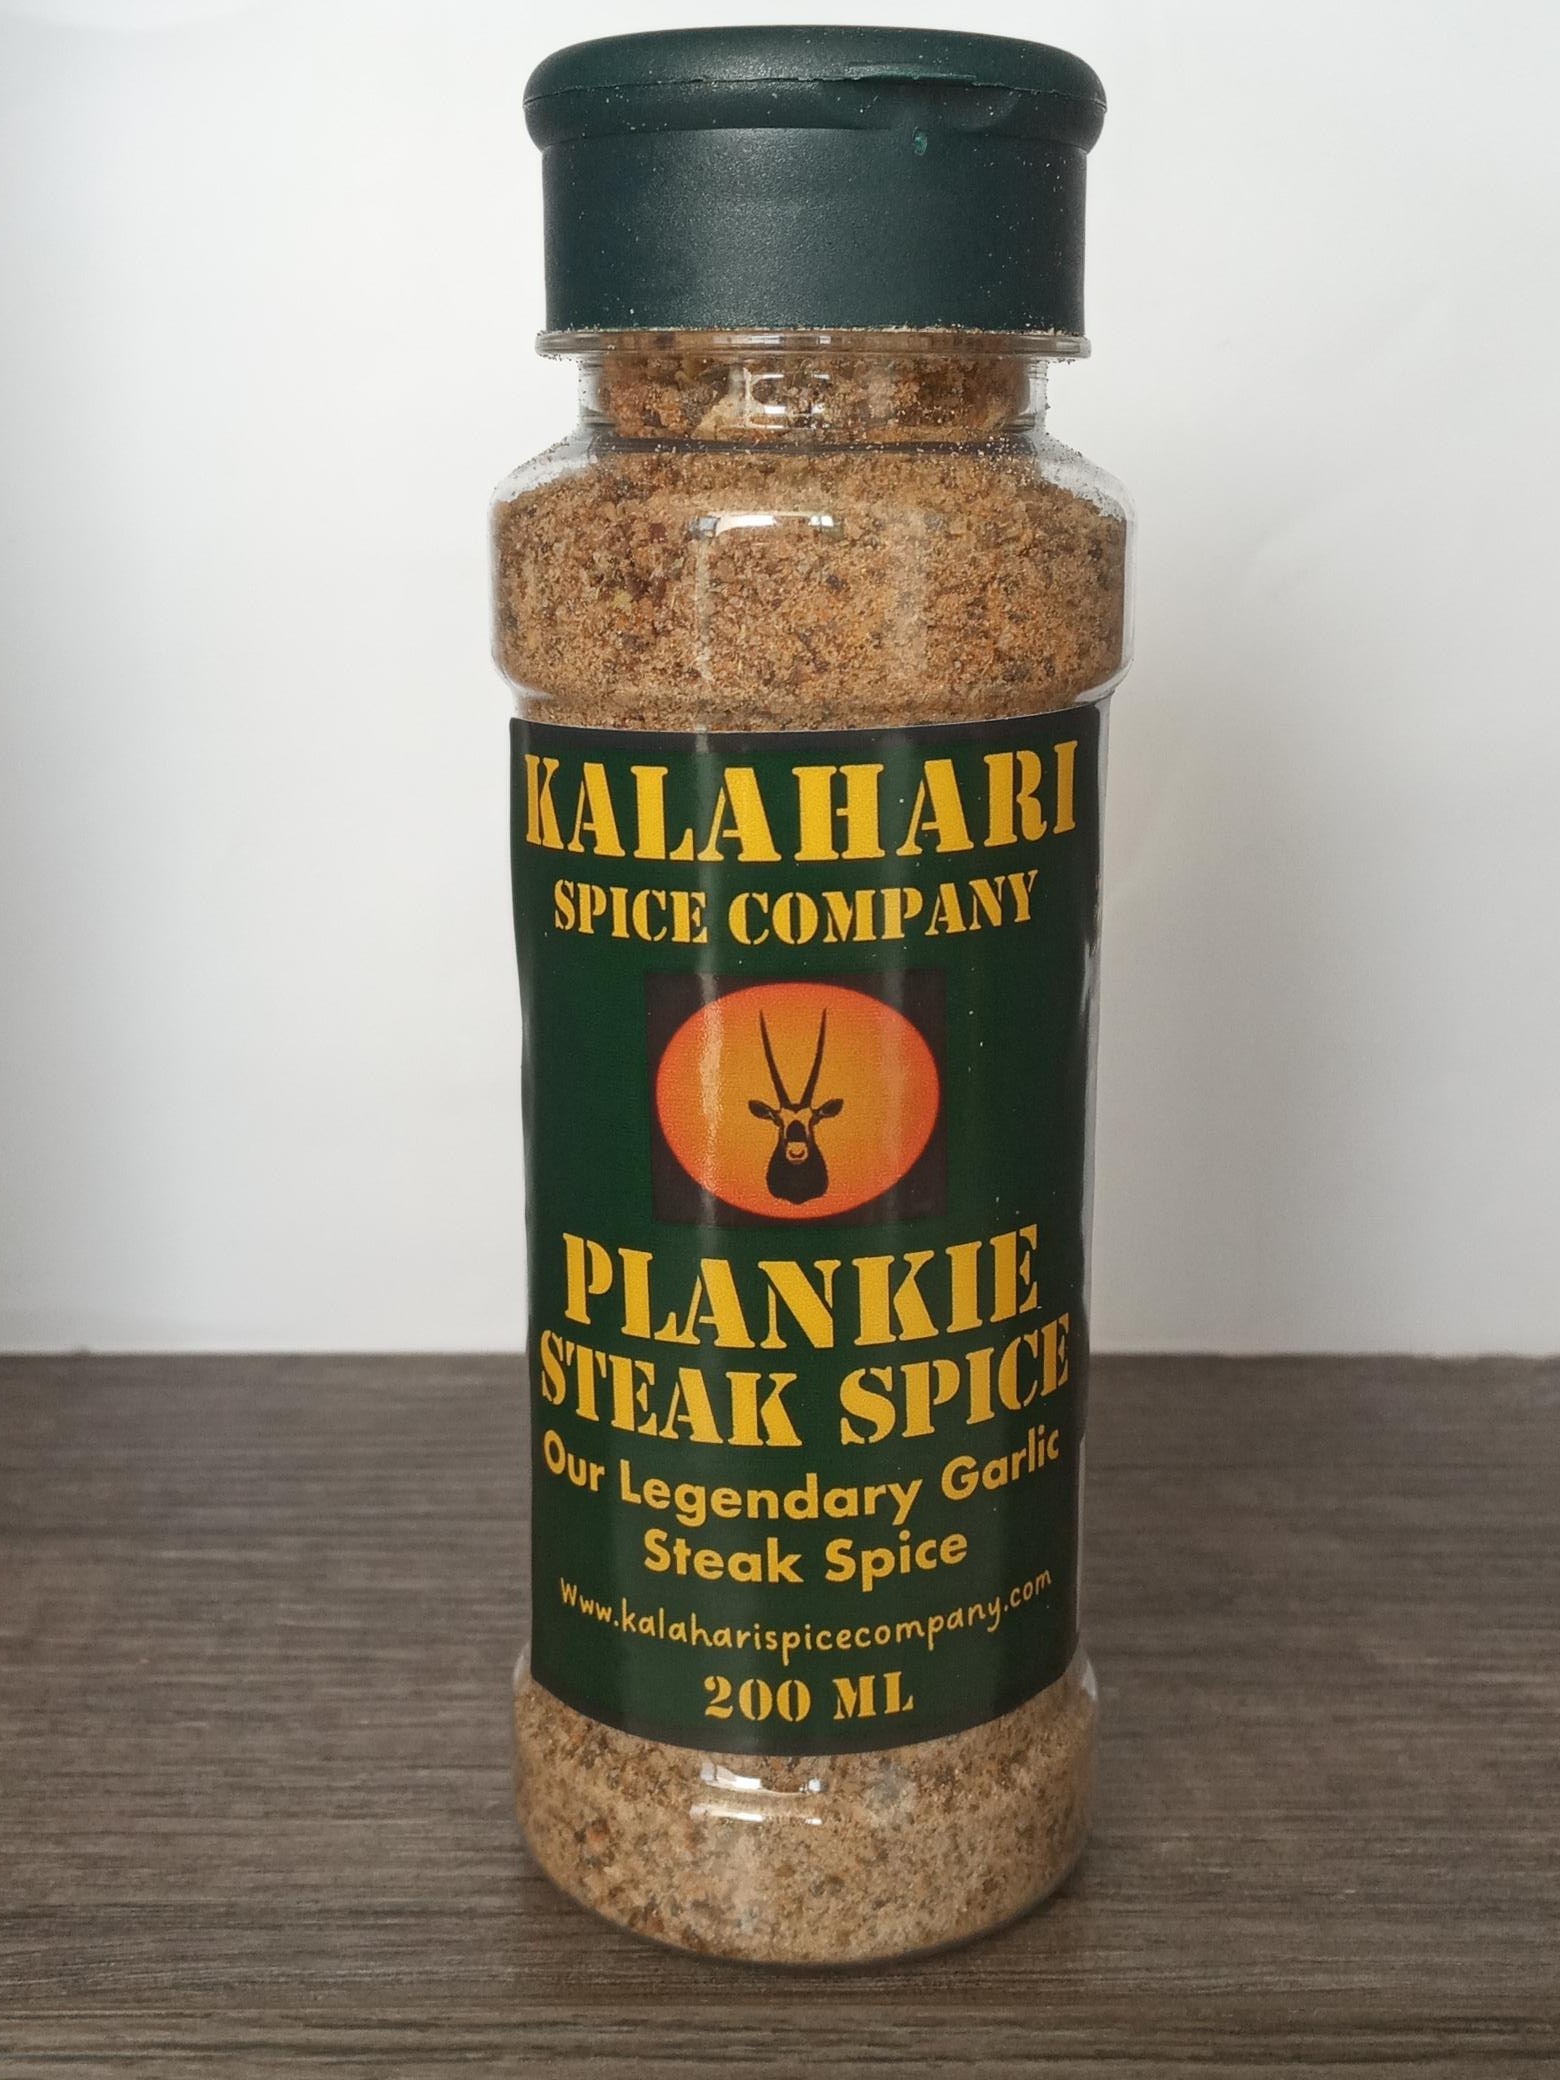 KALAHARI
SPICE COMPANY
PLANKIE
STEAK SPICE
Our Legendary Garlic
Steak Spice
Www.kalaharispicecompany.com
200 ML